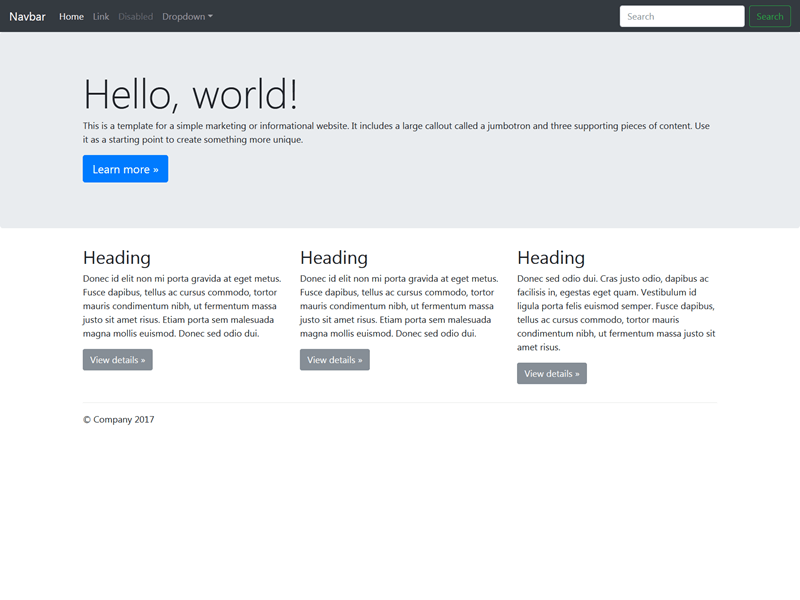 Navbar Home Link Disabled Dropdown Search Search
Hello, world!
This is a template for a simple marketing or informational website. It includes a large callout called a jumbotron and three supporting pieces of content. Use
it as a starting point to create something more unique.
Learn more »
Heading
Donec id elit non mi porta gravida at eget metus.
Fusce dapibus, tellus ac cursus commodo, tortor
mauris condimentum nibh, ut fermentum massa
justo sit amet risus. Etiam porta sem malesuada
magna mollis euismod. Donec sed odio dui.
View details »
Heading
Donec id elit non mi porta gravida at eget metus.
Fusce dapibus, tellus ac cursus commodo, tortor
mauris condimentum nibh, ut fermentum massa
justo sit amet risus. Etiam porta sem malesuada
magna mollis euismod. Donec sed odio dui.
View details »
Heading
Donec sed odio dui. Cras justo odio, dapibus ac
facilisis in, egestas eget quam. Vestibulum id
ligula porta felis euismod semper. Fusce dapibus,
tellus ac cursus commodo, tortor mauris
condimentum nibh, ut fermentum massa justo sit
amet risus.
View details »
© Company 2017